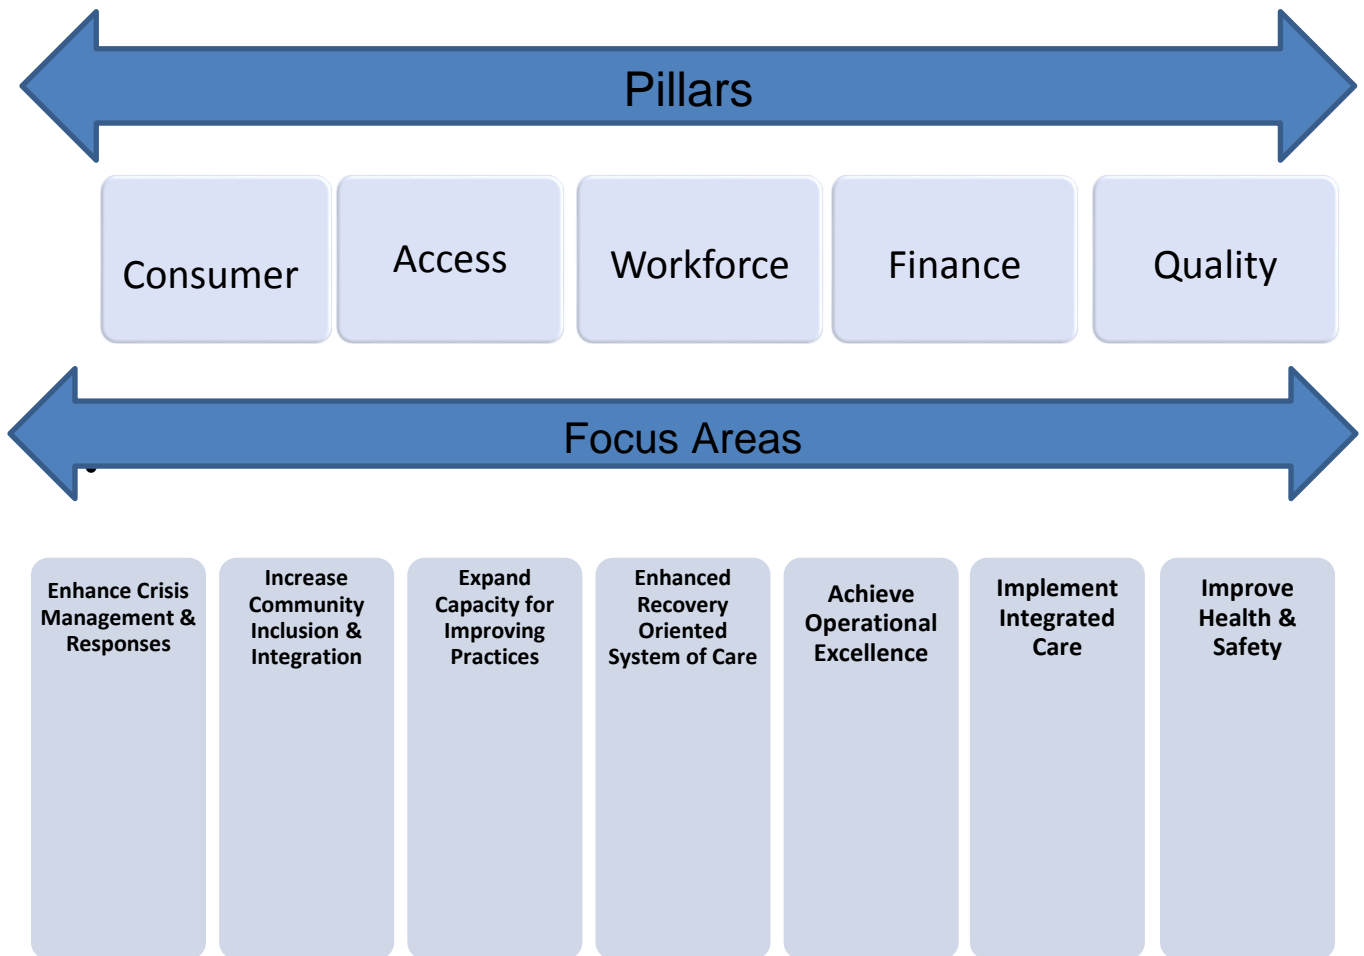 Pillars
Consumer
Access
Workforce
Finance
Quality
Focus Areas
Enhance Crisis
Management &
Responses
Increase
Community
Inclusion &
Integration
Expand
Capacity for
Improving
Practices
Enhanced
Recovery
Oriented
System of Care
Achieve
Operational
Excellence
Implement
Integrated
Care
Improve
Health &
Safety